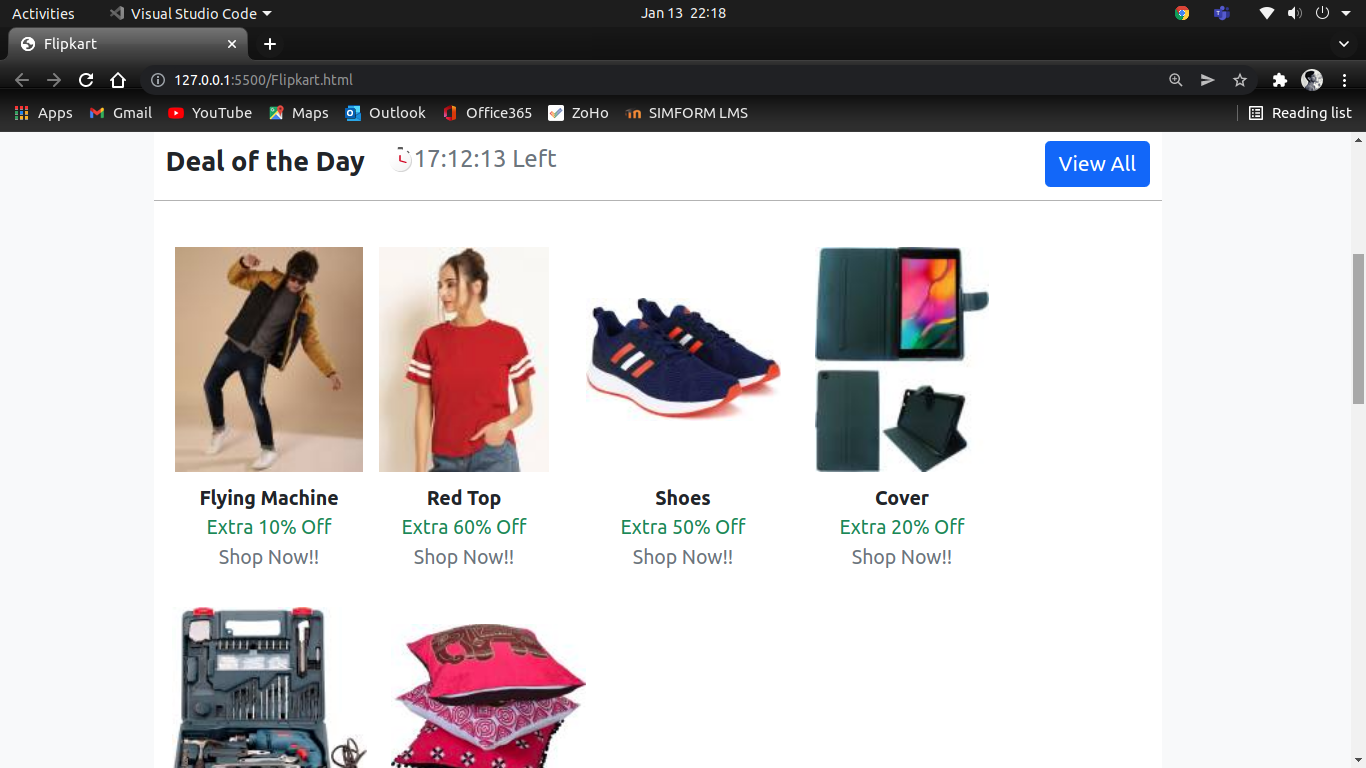 Activities Visual Studio Code Jan 13 22:18
Flipkart
127.0.0.1:5500/Flipkart.html
Apps Gmail YouTube Maps Outlook Office365 ZoHo SIMFORM LMS Reading list
Deal of the Day 17:12:13 Left View All
Flying Machine Red Top Shoes Cover
Extra 10% Off Extra 60% Off Extra 50% Off Extra 20% Off
Shop Now!! Shop Now!! Shop Now!! Shop Now!!